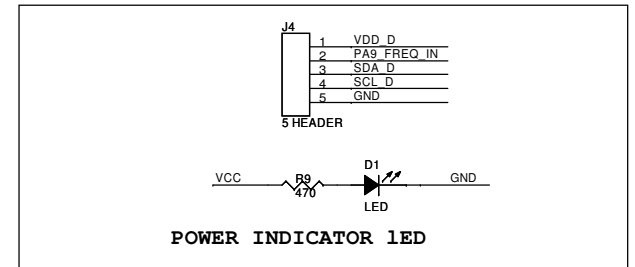 J4
1 VDD_D
2 PA9_FREQ_IN
3 SDA_D
4 SCL_D
5 GND
5 HEADER
VCC R9 D1 GND
470
LED
POWER INDICATOR lED